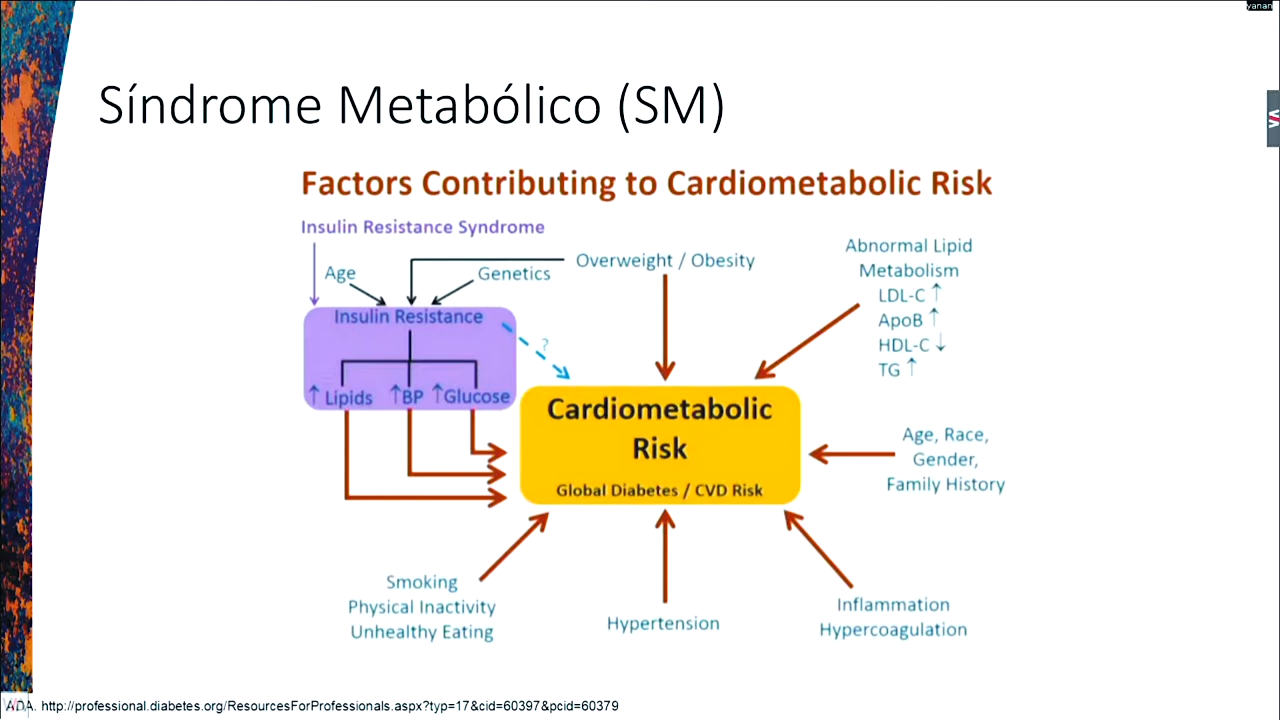 yanan
Síndrome Metabólico (SM)
Factors Contributing to Cardiometabolic Risk
Insulin Resistance Syndrome
Age
Genetics
Overweight / Obesity
Insulin Resistance
?
↑ Lipids ↑BP ↑Glucose
Abnormal Lipid
Metabolism
LDL-C ↑
ApoB ↑
HDL-C ↓
TG ↑
Cardiometabolic
Risk
Global Diabetes / CVD Risk
Age, Race,
Gender,
Family History
Smoking
Physical Inactivity
Unhealthy Eating
Hypertension
Inflammation
Hypercoagulation
ADA. http://professional.diabetes.org/ResourcesForProfessionals.aspx?typ=17&cid=60397&pcid=60379